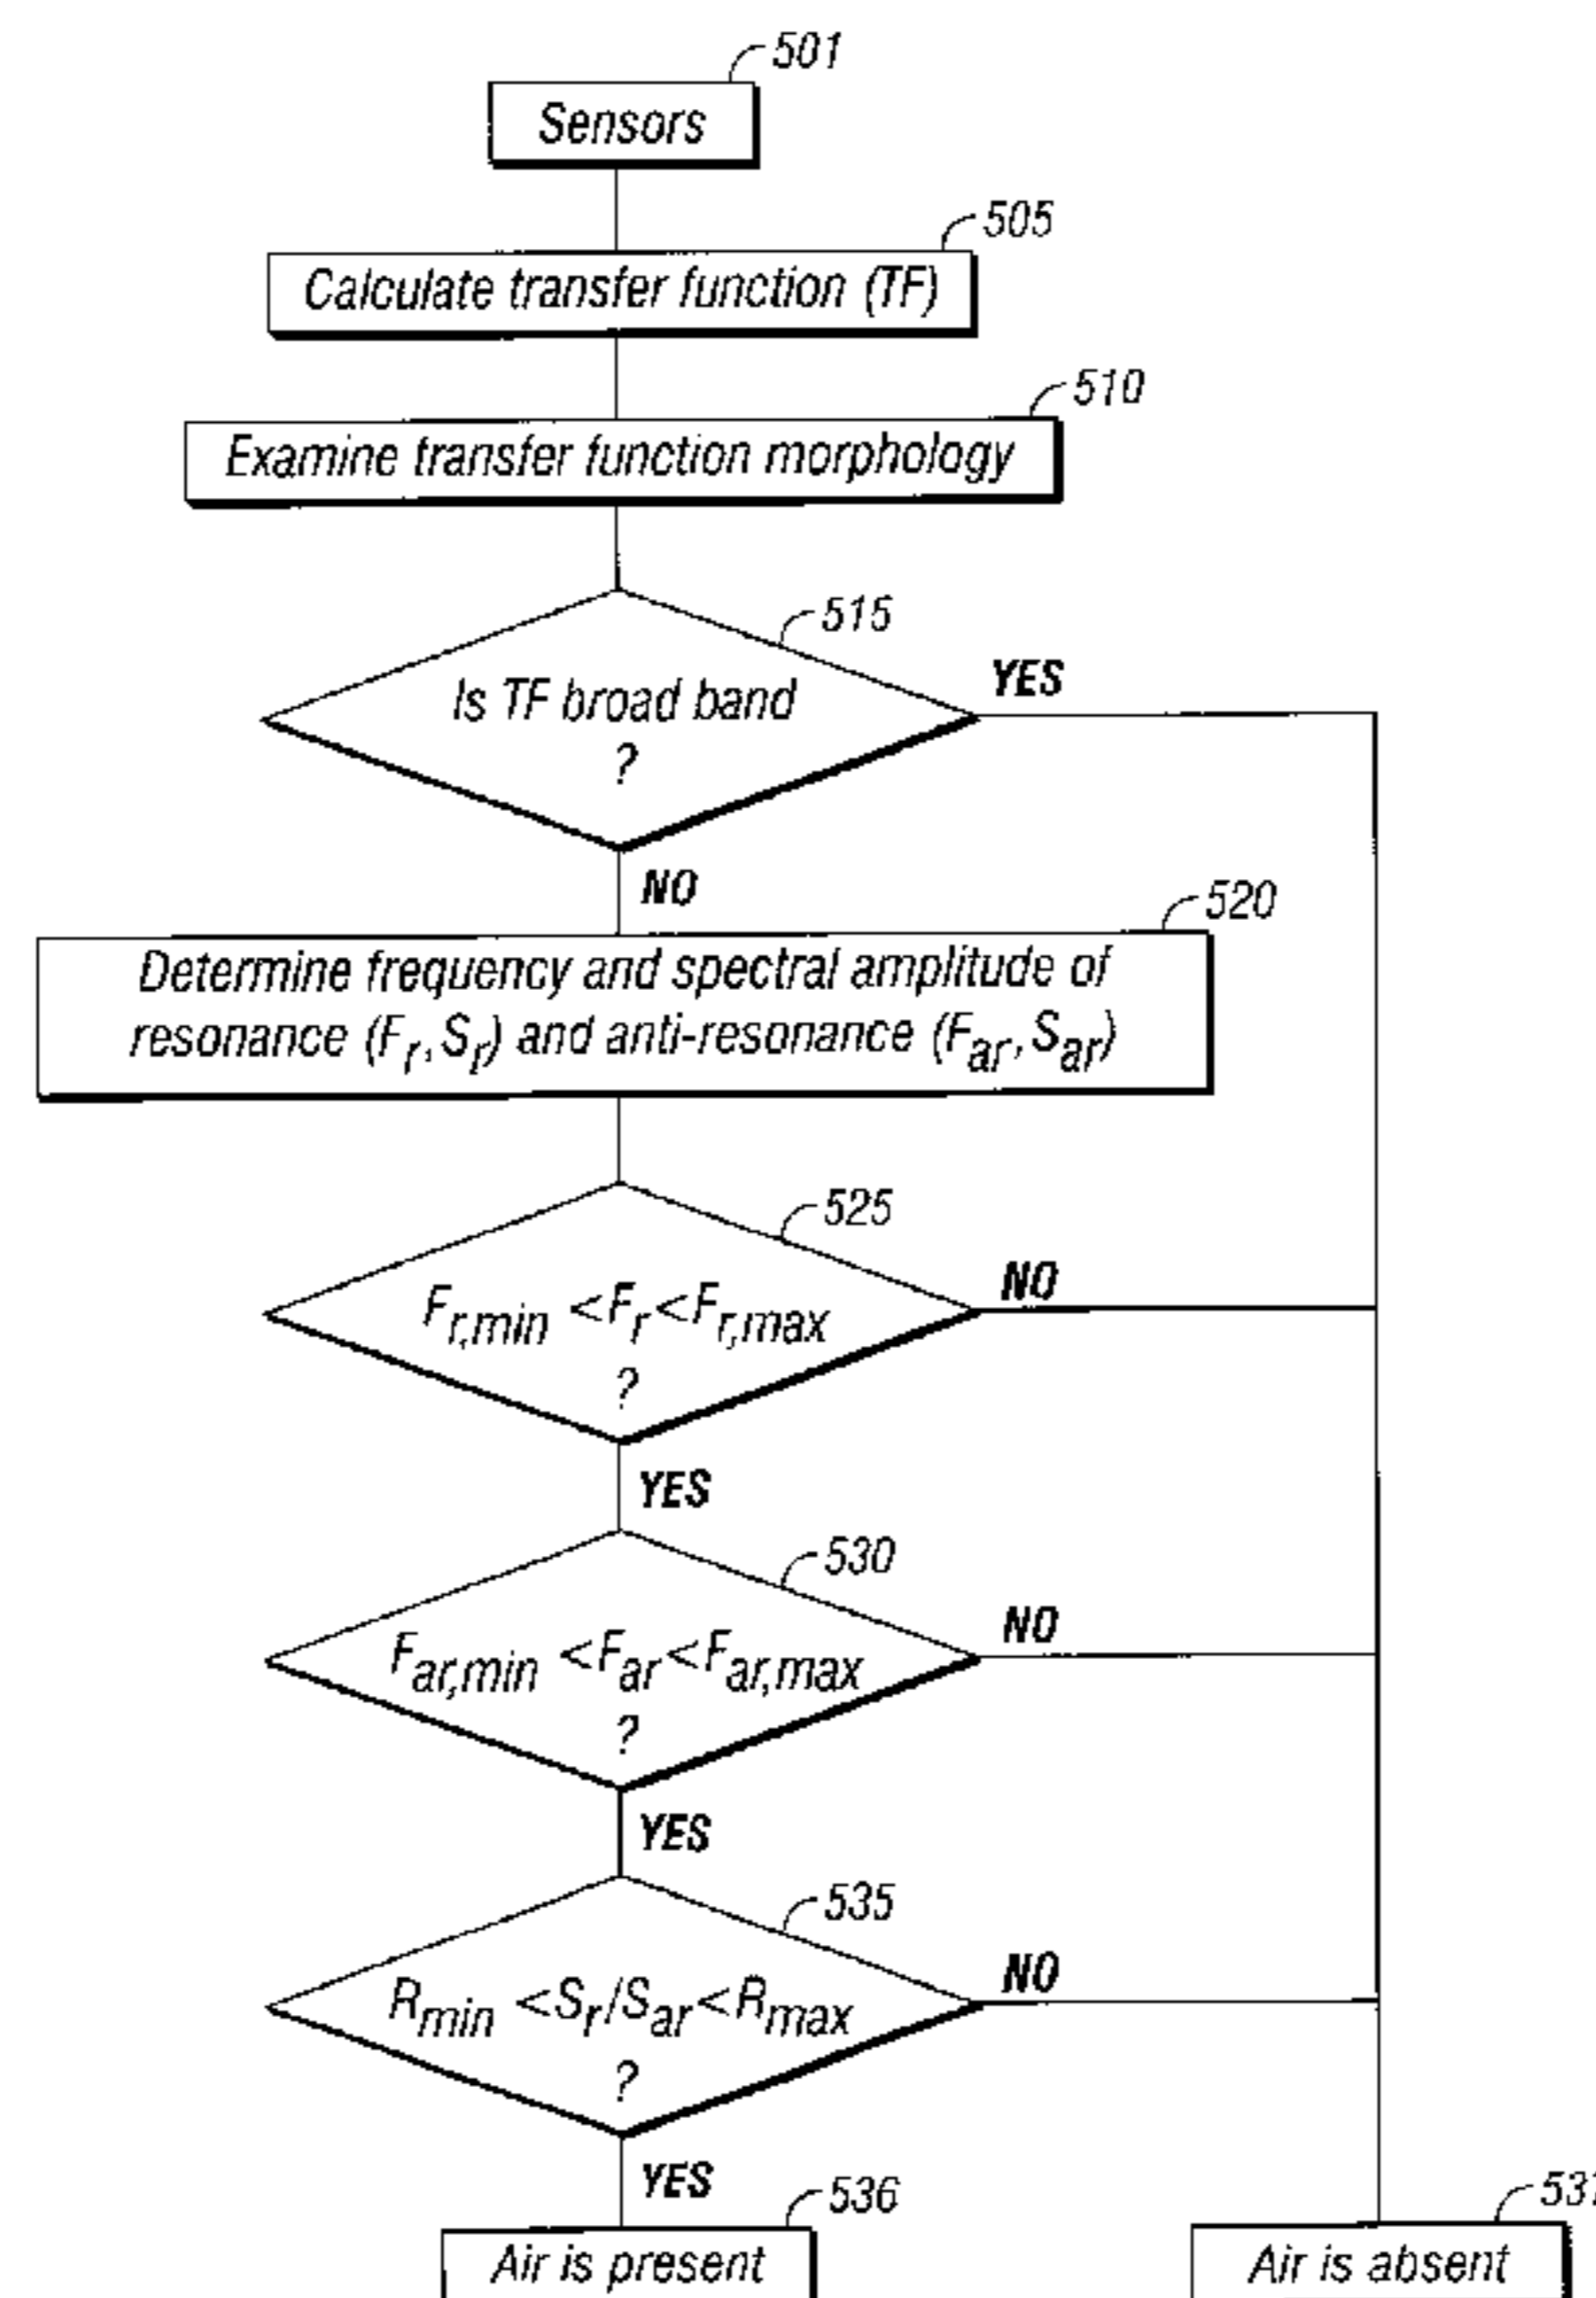 501
Sensors
505
Calculate transfer function (TF)
510
Examine transfer function morphology
515
Is TF broad band
?
YES
NO
520
Determine frequency and spectral amplitude of
resonance (Fr, Sr) and anti-resonance (Far, Sar)
525
Fr,min <Fr<Fr,max
?
NO
YES
530
Far,min <Far<Far,max
?
NO
YES
535
Rmin <Sr/Sar<Rmax
?
NO
YES
536
Air is present
Air is absent